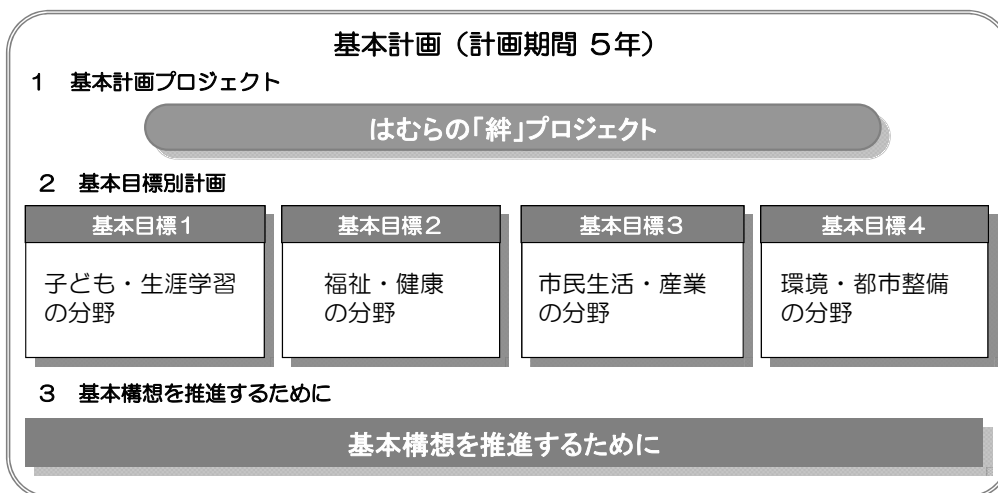 基本計画（計画期間 5年）
1 基本計画プロジェクト
はむらの「絆」プロジェクト
2 基本目標別計画
基本目標1
基本目標2
基本目標3
基本目標4
子ども・生涯学習
の分野
福祉・健康
の分野
市民生活・産業
の分野
環境・都市整備
の分野
3 基本構想を推進するために
基本構想を推進するために